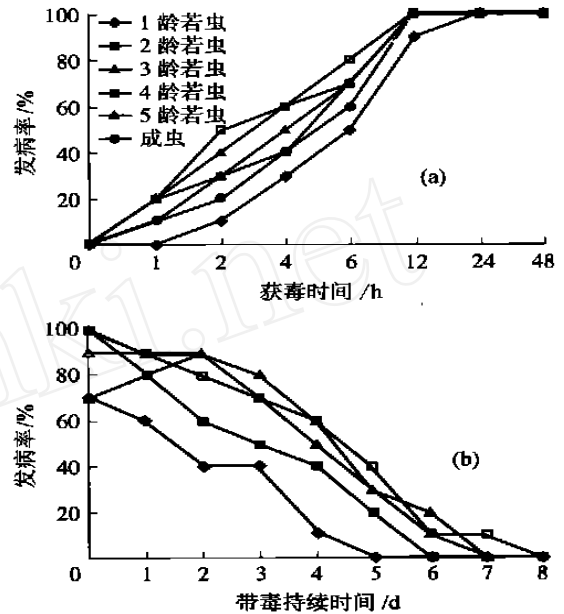 100
80
60
40
20
0
发病率/%
1 龄若虫
2 龄若虫
3 龄若虫
4 龄若虫
5 龄若虫
成虫
(a)
1 2 4 6 12 24 48
获毒时间 /h
100
80
60
40
20
0
发病率/%
(b)
1 2 3 4 5 6 7 8
带毒持续时间 /d
nki.net